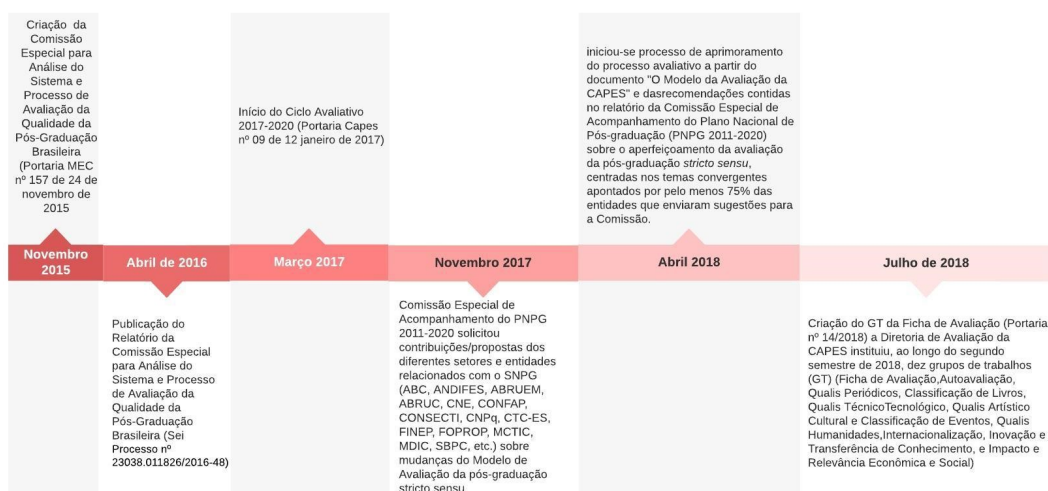 Criação da
Comissão
Especial para
Análise do
Sistema e
Processo de
Avaliação da
Qualidade da
Pós-Graduação
Brasileira
(Portaria MEC
nº 157 de 24 de
novembro de
2015
Novembro
2015
Abril de 2016
Publicação do
Relatório da
Comissão Especial
para Análise do
Sistema e Processo
de Avaliação da
Qualidade da
Pós-Graduação
Brasileira (Sei
Processo nº
23038.011826/2016-48)
Início do Ciclo Avaliativo
2017-2020 (Portaria Capes
nº 09 de 12 janeiro de 2017)
Março 2017
Novembro 2017
Comissão Especial de
Acompanhamento do PNPG
2011-2020 solicitou
contribuições/propostas dos
diferentes setores e entidades
relacionados com o SNPG
(ABC, ANDIFES, ABRUEM,
ABRUC, CNE, CONFAP,
CONSECTI, CNPq, CTC-ES,
FINEP, FOPROP, MCTIC,
MDIC, SBPC, etc.) sobre
mudanças do Modelo de
Avaliação da pós-graduação
stricto sensu
iniciou-se processo de aprimoramento
do processo avaliativo a partir do
documento "O Modelo da Avaliação da
CAPES" e dasrecomendações contidas
no relatório da Comissão Especial de
Acompanhamento do Plano Nacional de
Pós-graduação (PNPG 2011-2020)
sobre o aperfeiçoamento da avaliação
da pós-graduação stricto sensu,
centradas nos temas convergentes
apontados por pelo menos 75% das
entidades que enviaram sugestões para
a Comissão.
Abril 2018
Julho de 2018
Criação do GT da Ficha de Avaliação (Portaria
nº 14/2018) a Diretoria de Avaliação da
CAPES instituiu, ao longo do segundo
semestre de 2018, dez grupos de trabalhos
(GT) (Ficha de Avaliação,Autoavaliação,
Qualis Periódicos, Classificação de Livros,
Qualis TécnicoTecnológico, Qualis Artístico
Cultural e Classificação de Eventos, Qualis
Humanidades,Internacionalização, Inovação e
Transferência de Conhecimento, e Impacto e
Relevância Econômica e Social)